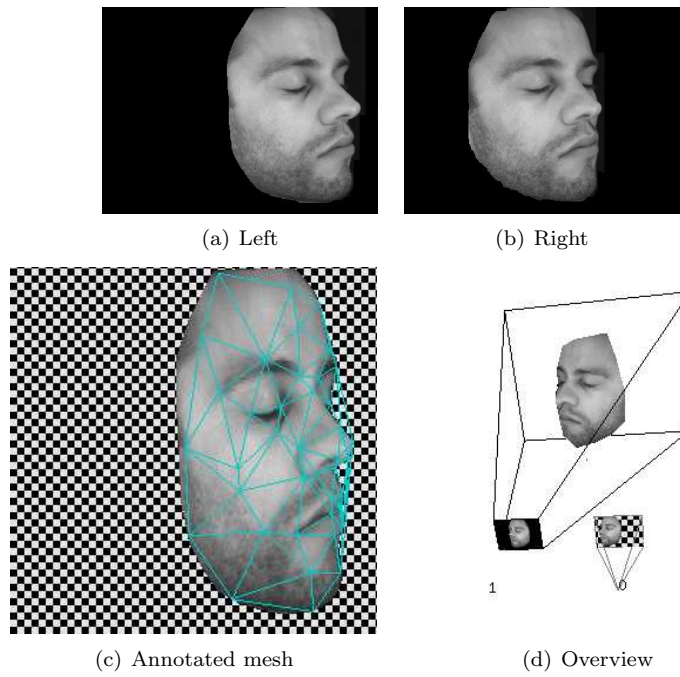 (a) Left
(b) Right
1
0
(c) Annotated mesh
(d) Overview